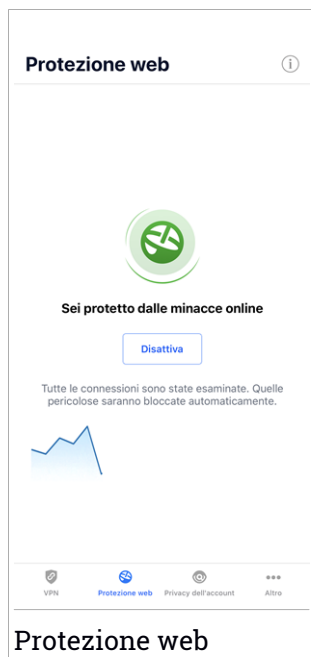 Protezione web
Sei protetto dalle minacce online
Disattiva
Tutte le connessioni sono state esaminate. Quelle
pericolose saranno bloccate automaticamente.
VPN
Protezione web
Privacy dell'account
Altro
Protezione web